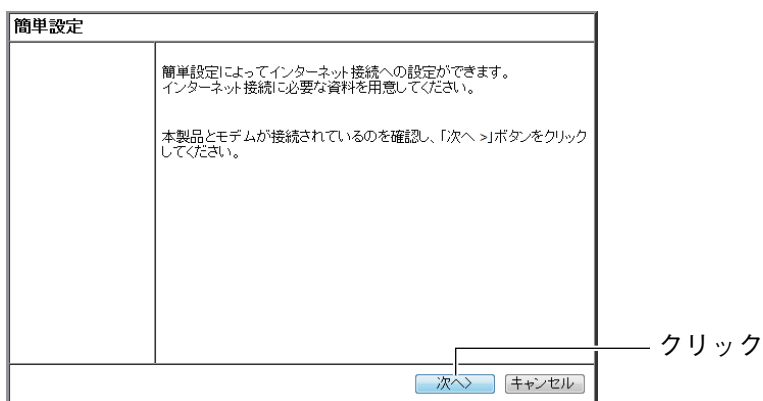 簡単設定
簡単設定によってインターネット接続への設定ができます。
インターネット接続に必要な資料を用意してください。
本製品とモデムが接続されているのを確認し、「次へ >」ボタンをクリック
してください。
クリック
次へ>
キャンセル